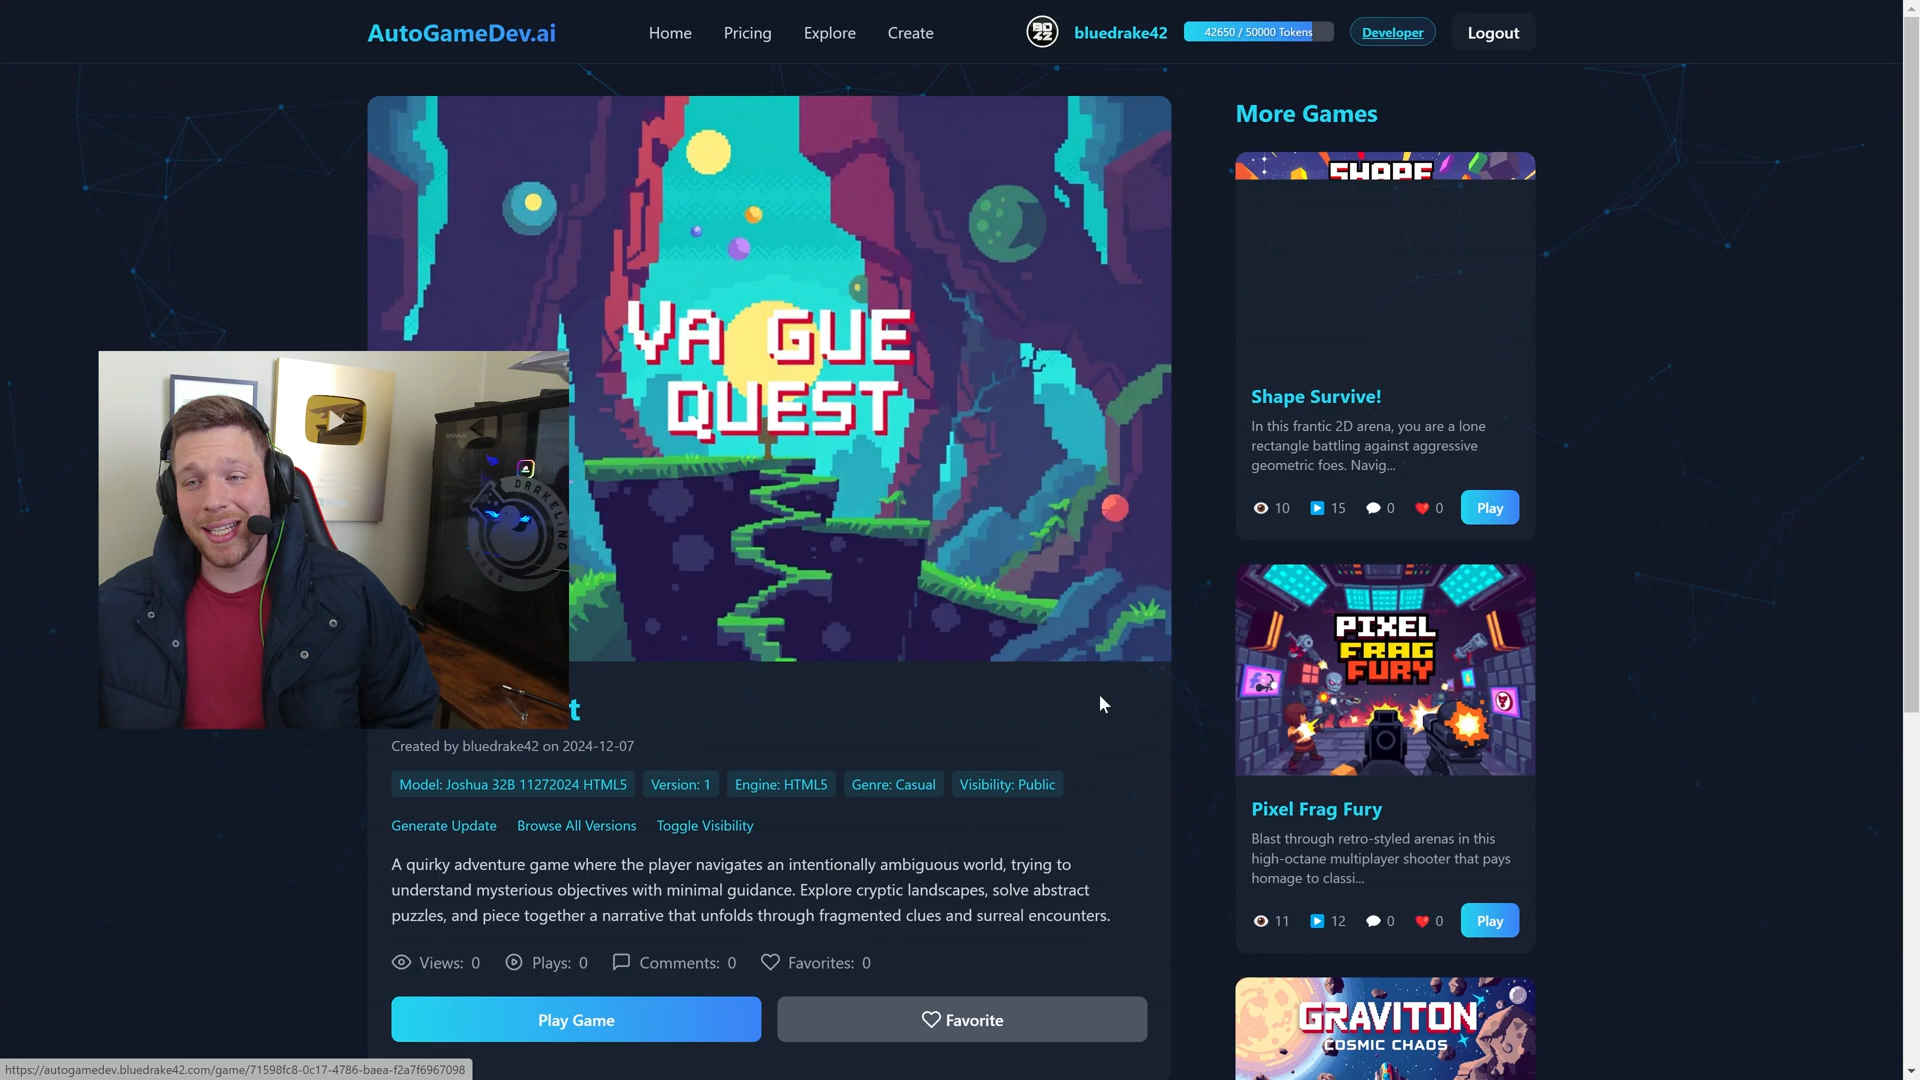 AutoGameDev.ai
Home
Pricing
Explore
Create
bluedrake42
42650 / 50000 Tokens
Developer
Logout
VA GUE
QUEST
DRAKELING
t
Created by bluedrake42 on 2024-12-07
Model: Joshua 32B 11272024 HTML5
Version: 1
Engine: HTML5
Genre: Casual
Visibility: Public
Generate Update
Browse All Versions
Toggle Visibility
A quirky adventure game where the player navigates an intentionally ambiguous world, trying to
understand mysterious objectives with minimal guidance. Explore cryptic landscapes, solve abstract
puzzles, and piece together a narrative that unfolds through fragmented clues and surreal encounters.
Views: 0
Plays: 0
Comments: 0
Favorites: 0
Play Game
Favorite
More Games
SHAPE
Shape Survive!
In this frantic 2D arena, you are a lone
rectangle battling against aggressive
geometric foes. Navig...
10
15
0
0
Play
PIXEL
FRAG
FURY
Pixel Frag Fury
Blast through retro-styled arenas in this
high-octane multiplayer shooter that pays
homage to classi...
11
12
0
0
Play
GRAVITON
COSMIC CHAOS
https://autogamedev.bluedrake42.com/game/71598fc8-0c17-4786-baea-f2a7f6967098